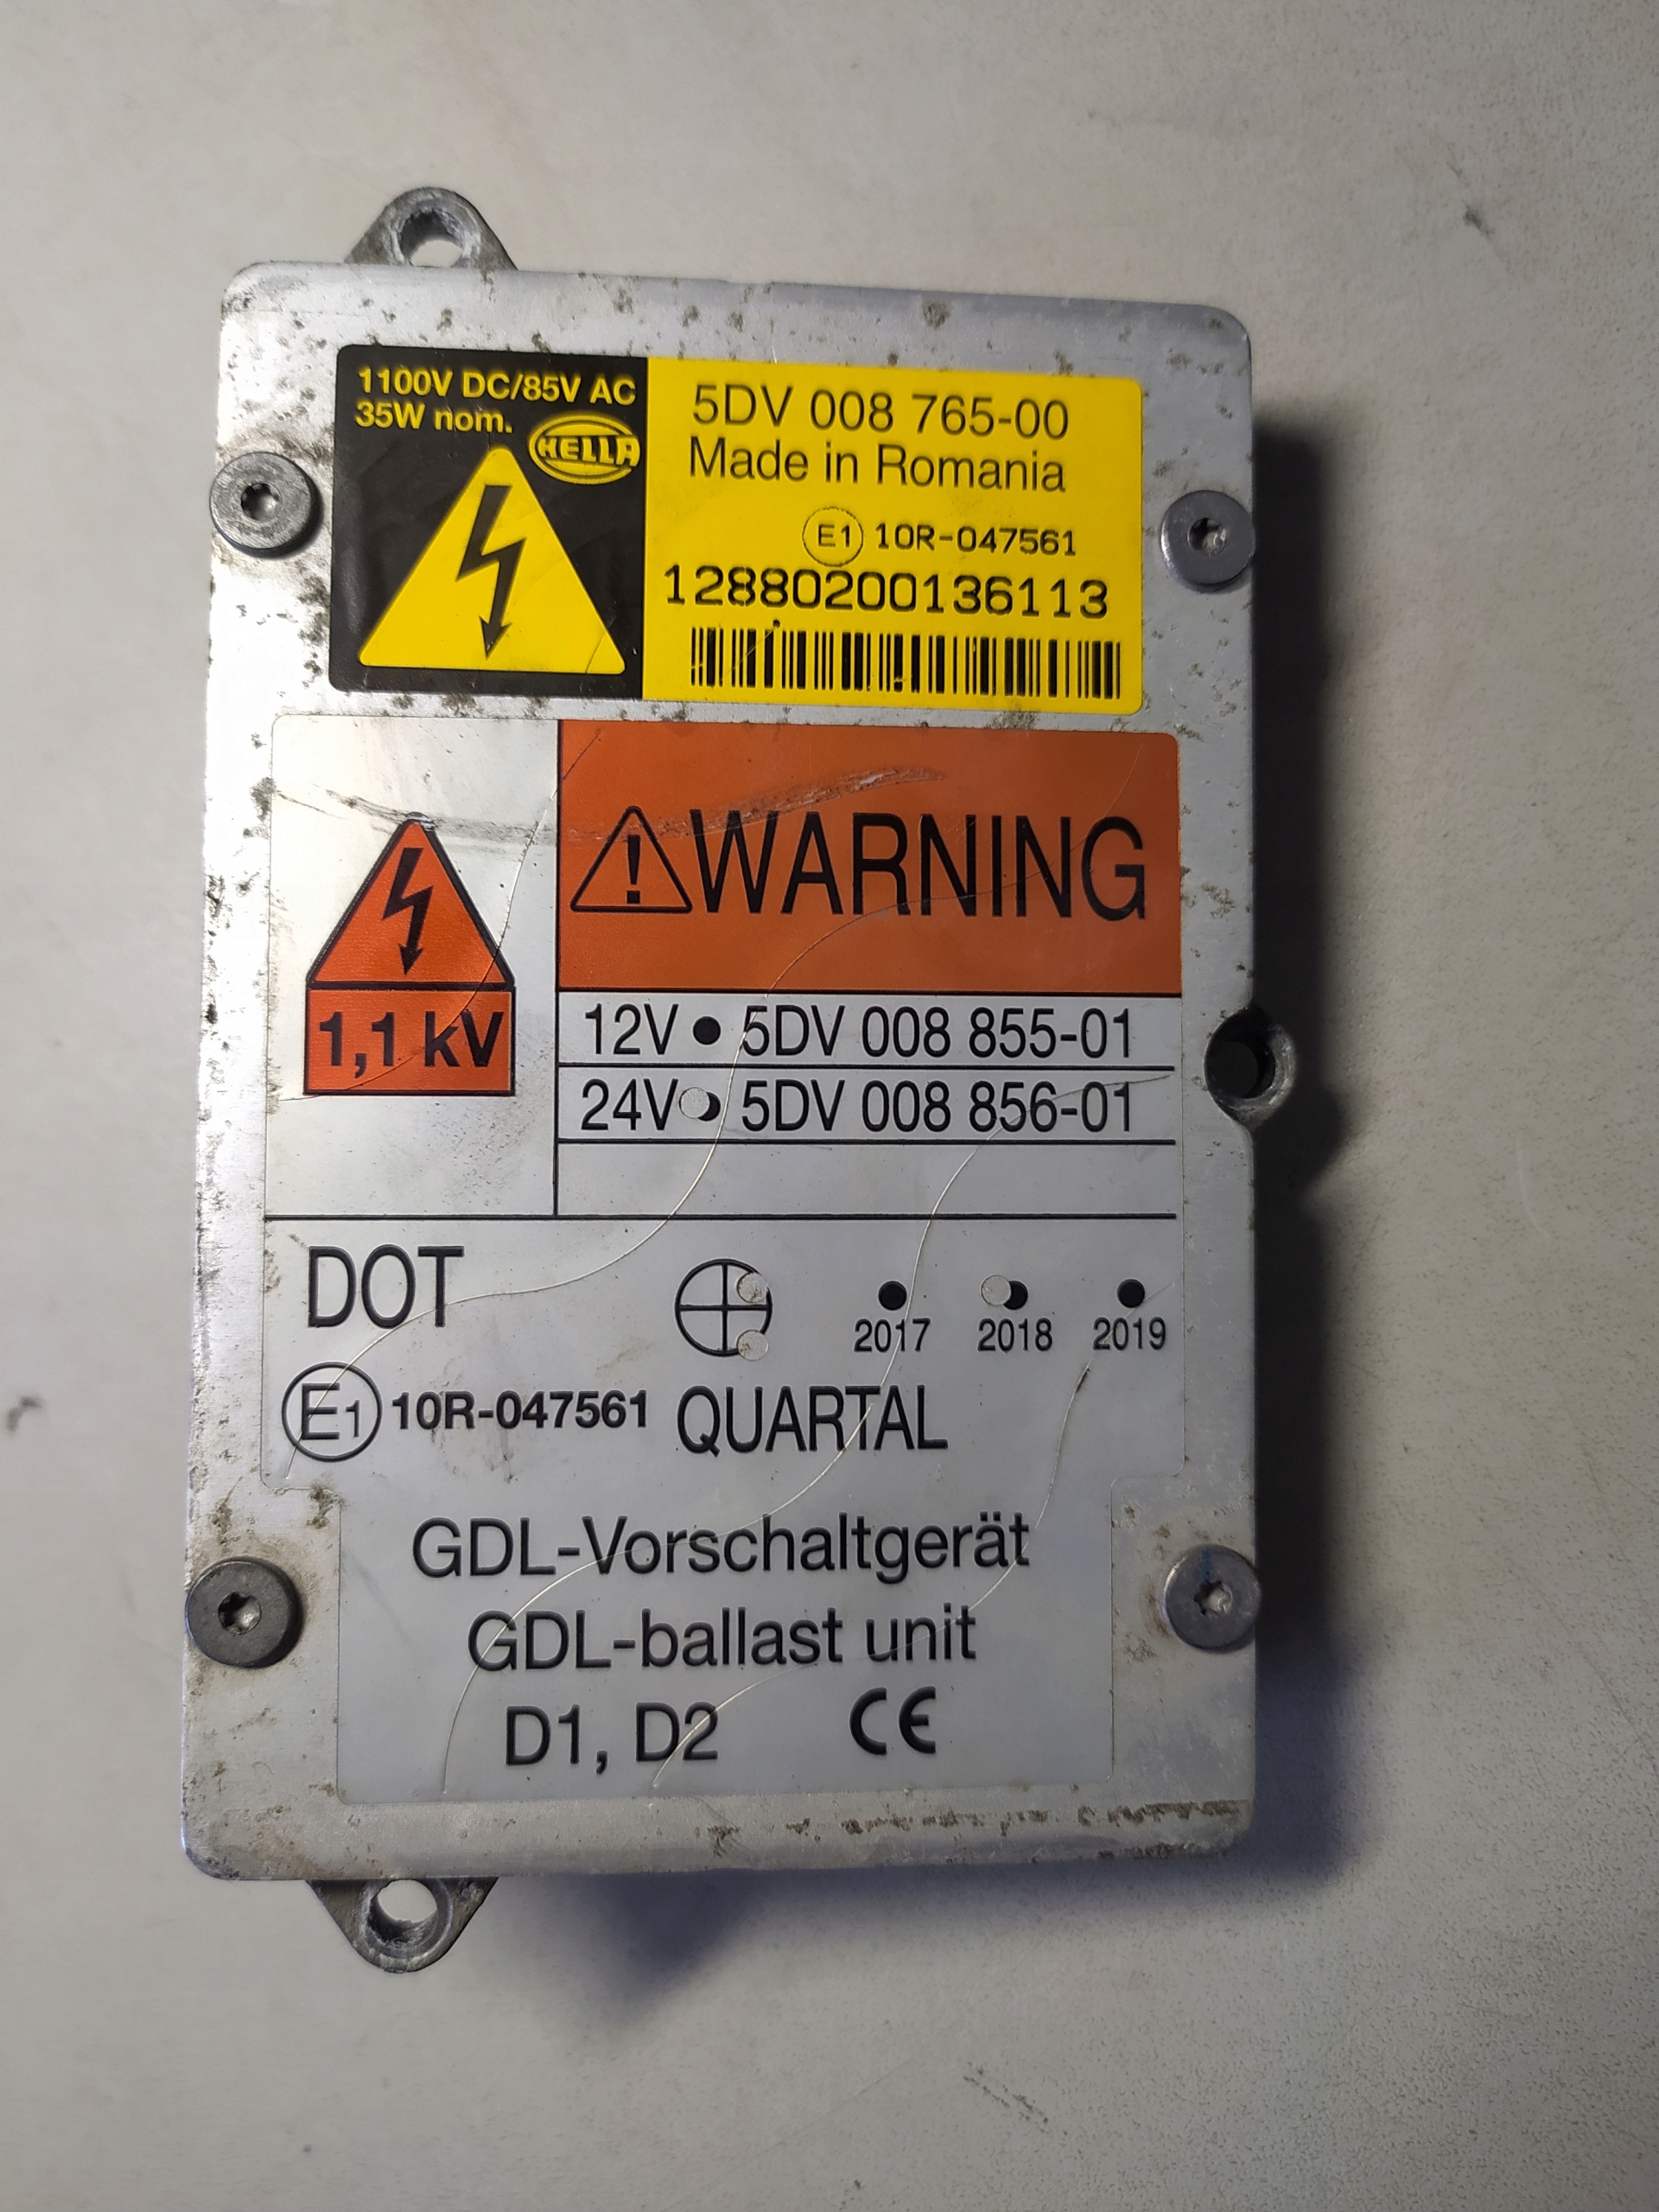 1100V DC/85V AC
35W nom.
HELLA
5DV 008 765-00
Made in Romania
E1 10R-047561
12880200136113
WARNING
1,1 kV
12V • 5DV 008 855-01
24V • 5DV 008 856-01
DOT
2017 2018 2019
E1 10R-047561 QUARTAL
GDL-Vorschaltgerät
GDL-ballast unit
D1, D2 CE